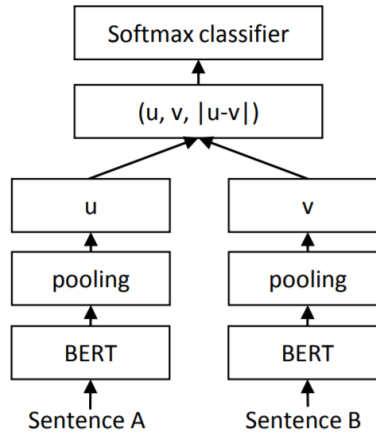 Softmax classifier
(u, v, |u-v|)
u v
pooling pooling
BERT BERT
Sentence A Sentence B